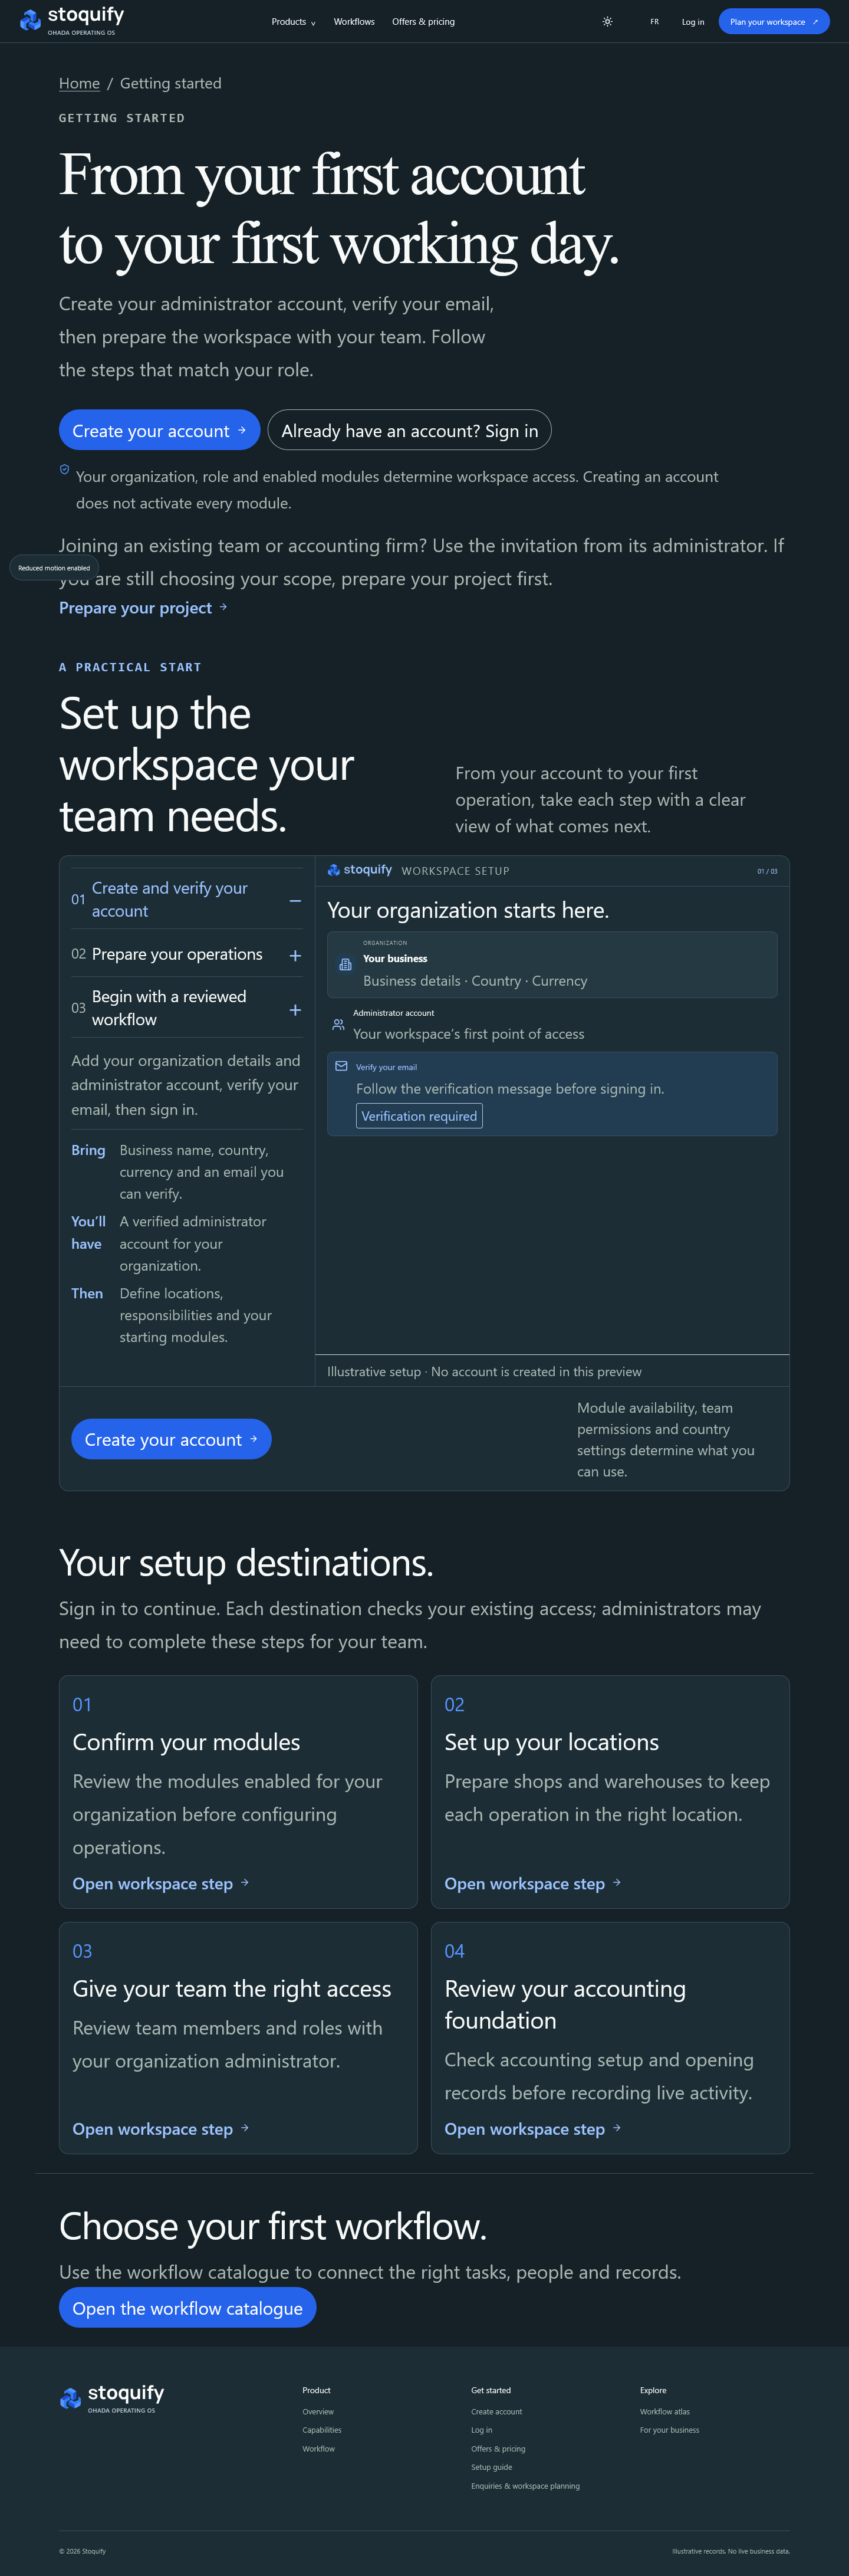 stoquify
OHADA OPERATING OS
Products
Workflows
Offers & pricing
FR
Log in
Plan your workspace ↗
Home / Getting started
GETTING STARTED
From your first account
to your first working day.
Create your administrator account, verify your email,
then prepare the workspace with your team. Follow
the steps that match your role.
Create your account →
Already have an account? Sign in
Your organization, role and enabled modules determine workspace access. Creating an account
does not activate every module.
Joining an existing team or accounting firm? Use the invitation from its administrator. If
Reduced motion enabled
you are still choosing your scope, prepare your project first.
Prepare your project →
A PRACTICAL START
Set up the
workspace your
team needs.
From your account to your first
operation, take each step with a clear
view of what comes next.
01 Create and verify your
account
02 Prepare your operations
03 Begin with a reviewed
workflow
Add your organization details and
administrator account, verify your
email, then sign in.
Bring Business name, country,
currency and an email you
can verify.
You'll have A verified administrator
account for your
organization.
Then Define locations,
responsibilities and your
starting modules.
stoquify WORKSPACE SETUP 01 / 03
Your organization starts here.
ORGANIZATION
Your business
Business details · Country · Currency
Administrator account
Your workspace's first point of access
Verify your email
Follow the verification message before signing in.
Verification required
Illustrative setup · No account is created in this preview
Create your account →
Module availability, team
permissions and country
settings determine what you
can use.
Your setup destinations.
Sign in to continue. Each destination checks your existing access; administrators may
need to complete these steps for your team.
01
Confirm your modules
Review the modules enabled for your
organization before configuring
operations.
Open workspace step →
02
Set up your locations
Prepare shops and warehouses to keep
each operation in the right location.
Open workspace step →
03
Give your team the right access
Review team members and roles with
your organization administrator.
Open workspace step →
04
Review your accounting
foundation
Check accounting setup and opening
records before recording live activity.
Open workspace step →
Choose your first workflow.
Use the workflow catalogue to connect the right tasks, people and records.
Open the workflow catalogue
stoquify
OHADA OPERATING OS
Product
Overview
Capabilities
Workflow
Get started
Create account
Log in
Offers & pricing
Setup guide
Enquiries & workspace planning
Explore
Workflow atlas
For your business
© 2026 Stoquify
Illustrative records. No live business data.